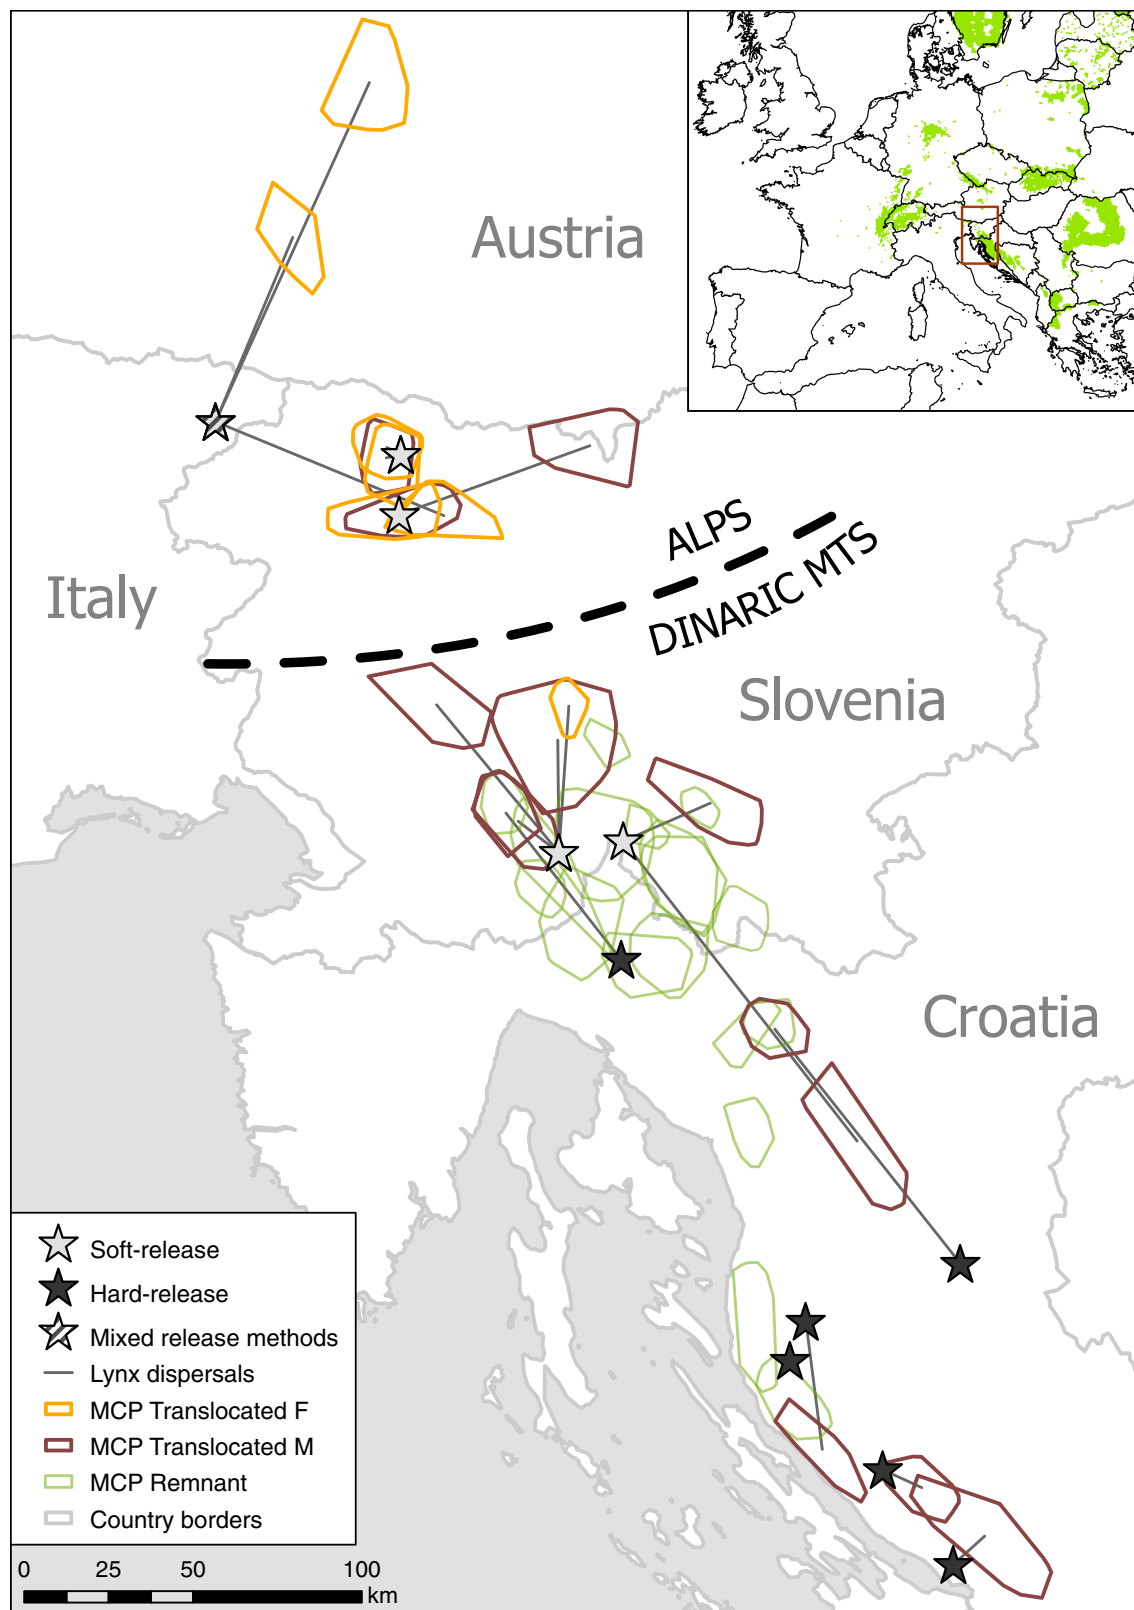 Austria
Italy
ALPS
DINARIC MTS
Slovenia
Croatia
Soft-release
Hard-release
Mixed release methods
Lynx dispersals
MCP Translocated F
MCP Translocated M
MCP Remnant
Country borders
0 25 50 100
km